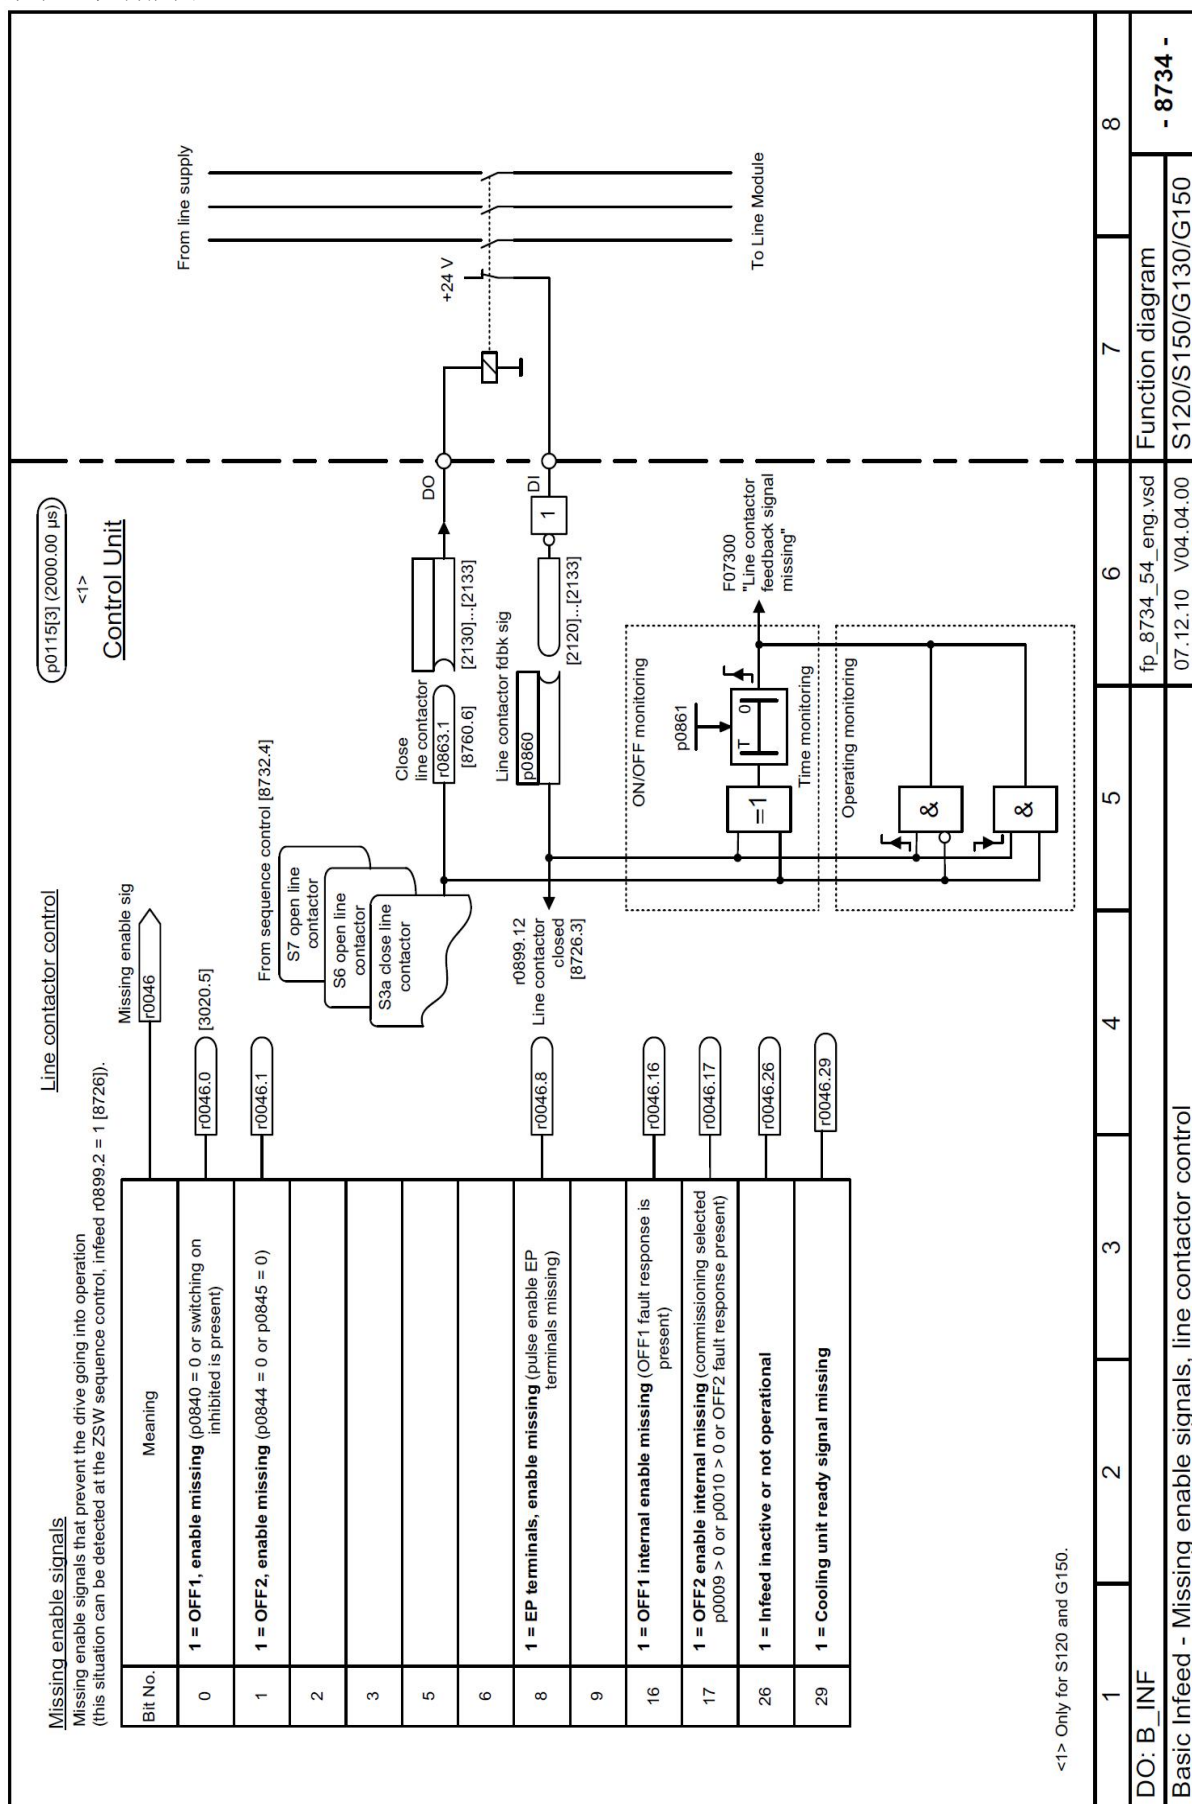 Missing enable signals
Missing enable signals that prevent the drive going into operation
(this situation can be detected at the ZSW sequence control, infeed r0899.2 = 1 [8726]).
Bit No.
Meaning
0
1 = OFF1, enable missing (p0840 = 0 or switching on
inhibited is present)
1
1 = OFF2, enable missing (p0844 = 0 or p0845 = 0)
2
3
5
6
8
1 = EP terminals, enable missing (pulse enable EP
terminals missing)
9
16
1 = OFF1 internal enable missing (OFF1 fault response is
present)
17
1 = OFF2 enable internal missing (commissioning selected
p0009 > 0 or p0010 > 0 or OFF2 fault response present)
26
1 = Infeed inactive or not operational
29
1 = Cooling unit ready signal missing
Missing enable sig
r0046
r0046.0
[3020.5]
r0046.1
r0046.8
r0046.16
r0046.17
r0046.26
r0046.29
Line contactor control
From sequence control [8732.4]
S7 open line
contactor
S6 open line
contactor
S3a close line
contactor
r0899.12
Line contactor
closed
[8726.3]
p0115[3] (2000.00 µs)
<1>
Control Unit
Close
line contactor
r0863.1
[8760.6]
[2130]...[2133]
DO
Line contactor fdbk sig
p0860
[2120]...[2133]
1
DI
ON/OFF monitoring
p0861
=1
T
0
Time monitoring
F07300
"Line contactor
feedback signal
missing"
Operating monitoring
&
&
From line supply
+24 V
To Line Module
<1> Only for S120 and G150.
1
2
3
4
5
6
7
8
DO: B_INF
fp_8734_54_eng.vsd
Function diagram
- 8734 -
Basic Infeed - Missing enable signals, line contactor control
07.12.10 V04.04.00
S120/S150/G130/G150